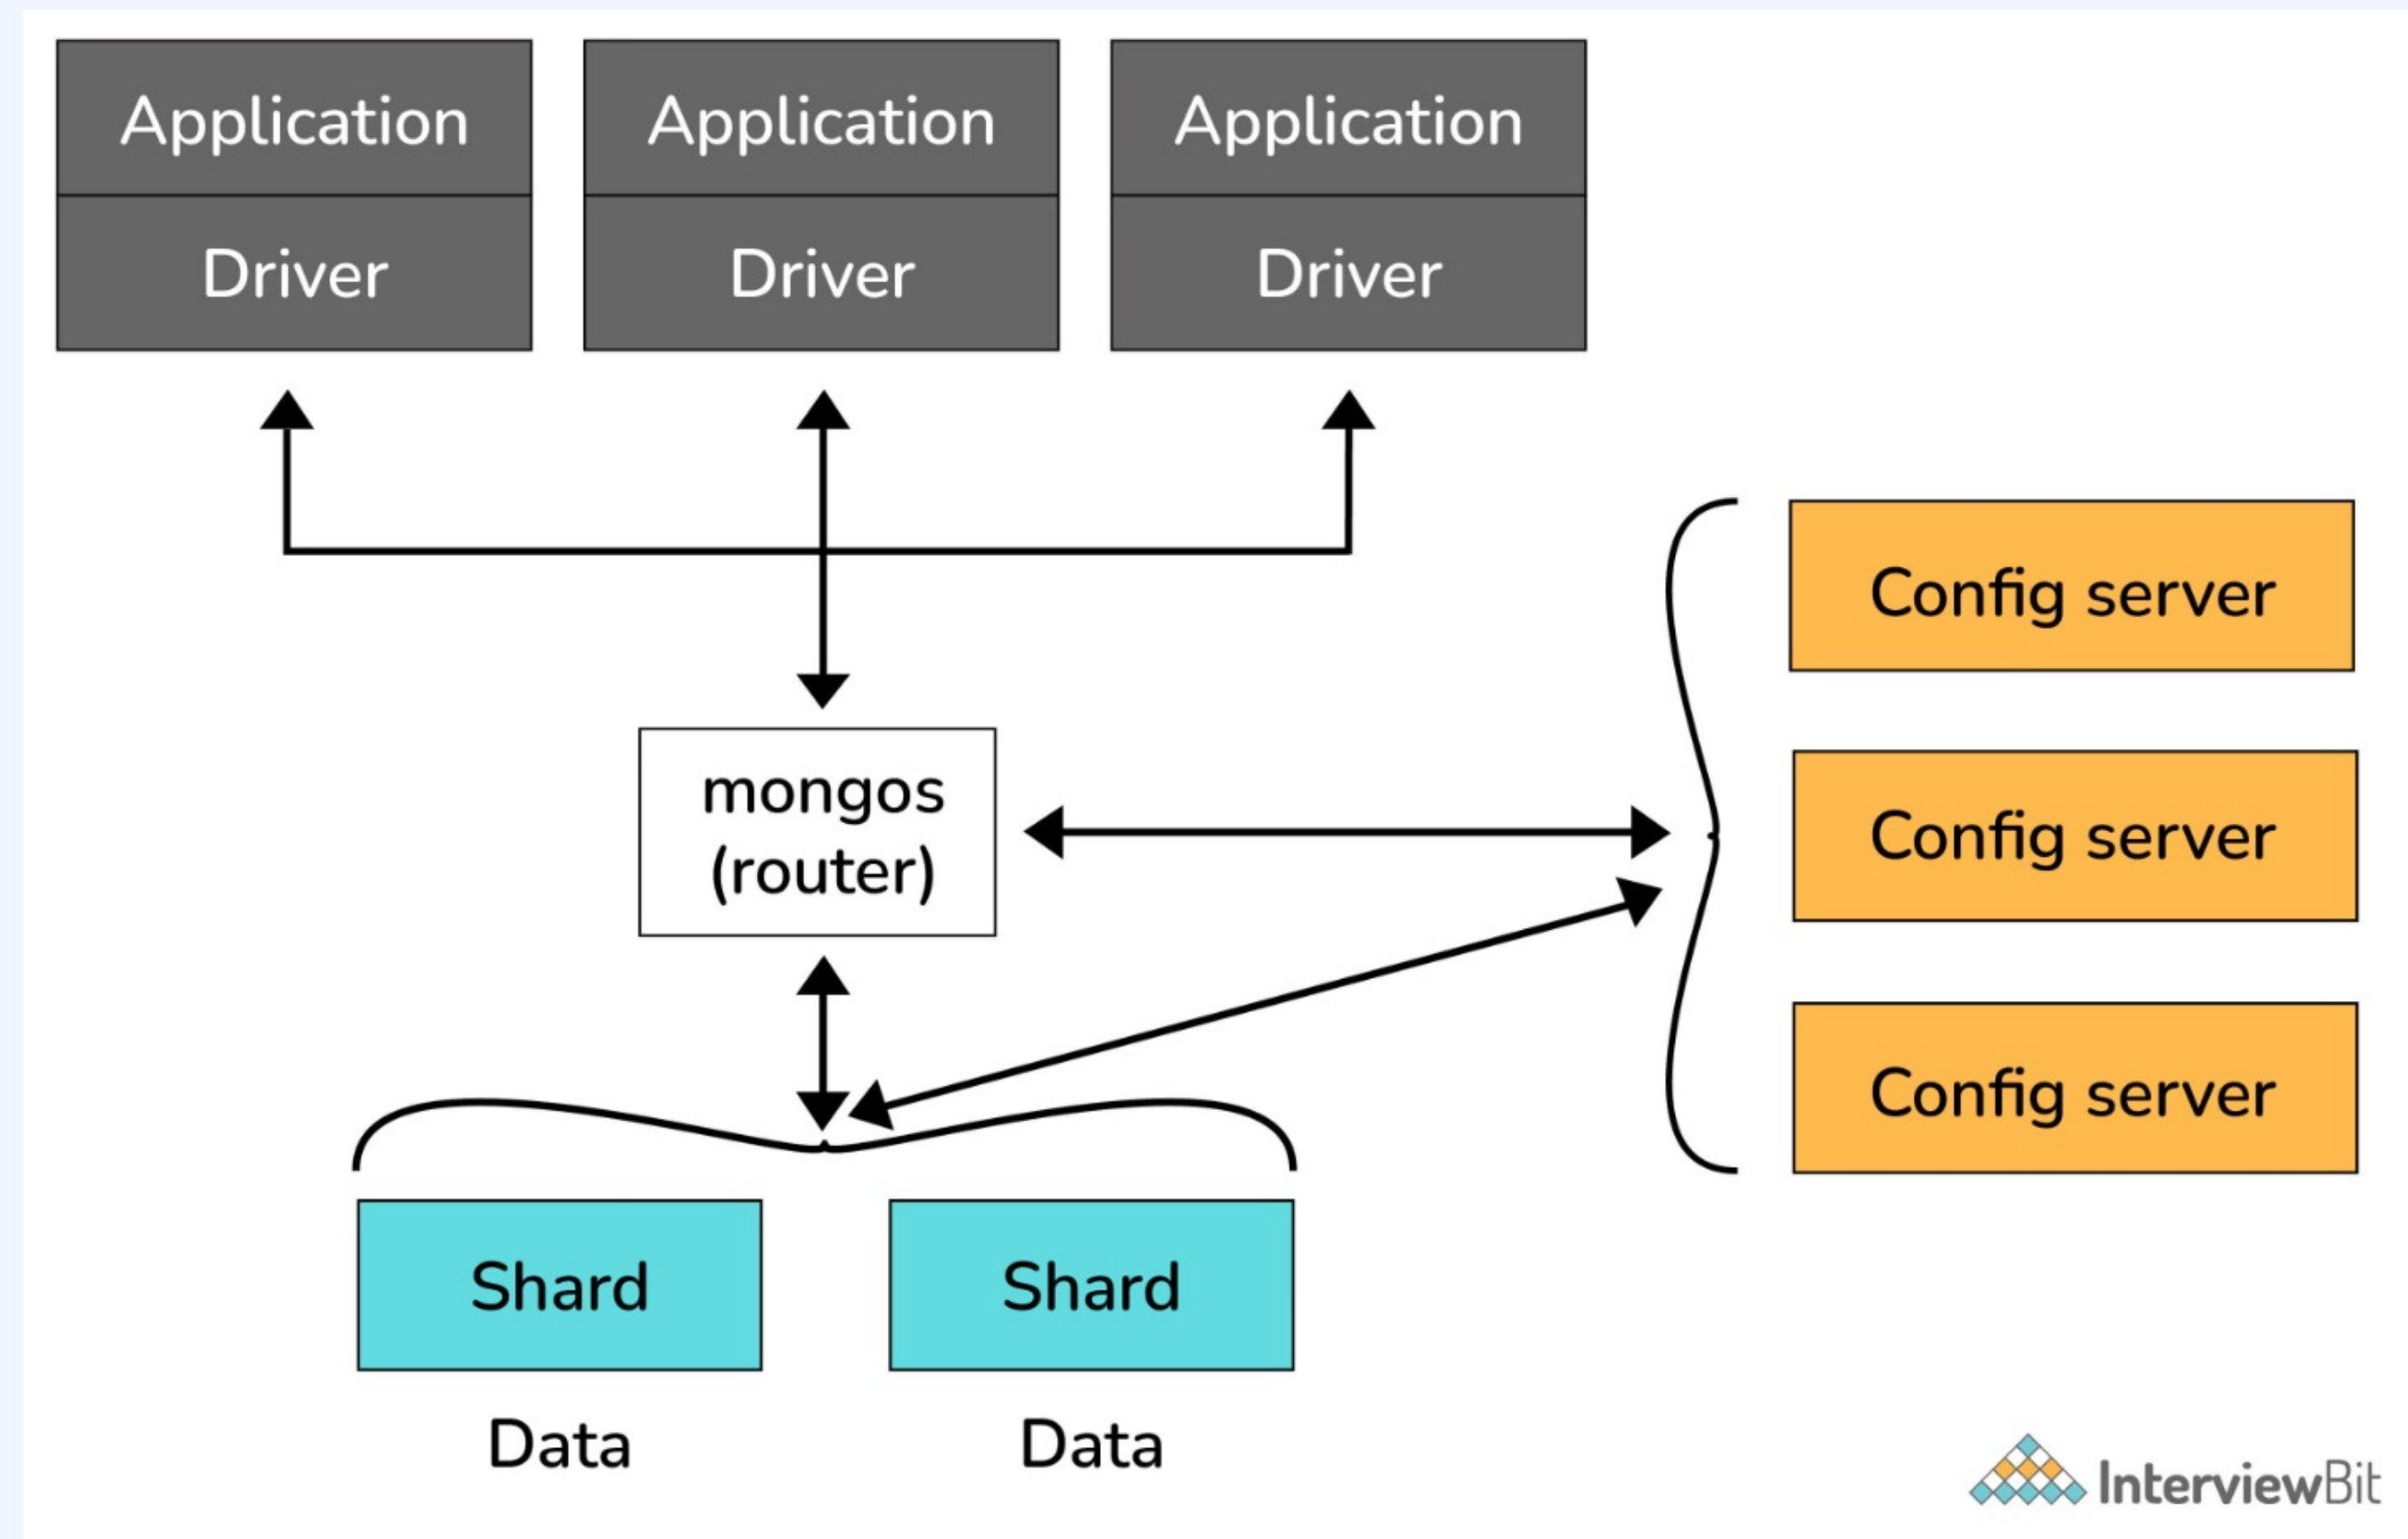 Application
Application
Application
Driver
Driver
Driver
Config server
mongos
(router)
Config server
Config server
Shard
Shard
Data
Data
InterviewBit